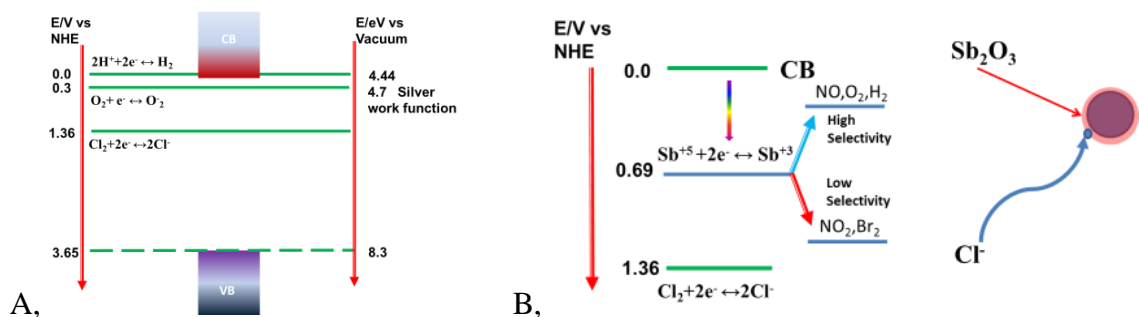 E/V vs
NHE
CB
E/eV vs
Vacuum
2H⁺+2e⁻ ↔ H₂
0.0
4.44
0.3
4.7 Silver
work function
O₂+ e⁻ ↔ O⁻₂
1.36
Cl₂+2e⁻↔2Cl⁻
3.65
8.3
VB
A,
E/V vs
NHE
0.0
CB
NO,O₂,H₂
High
Selectivity
Sb⁺⁵+2e⁻ ↔ Sb⁺³
0.69
Low
Selectivity
NO₂,Br₂
1.36
Cl₂+2e⁻↔2Cl⁻
Sb₂O₃
Cl⁻
B,